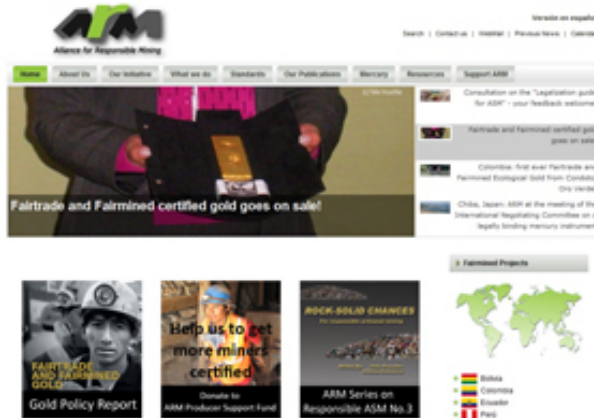 ARM
Alliance for Responsible Mining
Versión en español
Search | Contact us | WebMail | Previous News | Calendar
Home
About Us
Our Initiative
What we do
Standards
Our Publications
Mercury
Resources
Support ARM
Consultation on the "Legalization guide
for ASM" - your feedback welcome
Fairtrade and Fairmined certified gold
goes on sale
Colombia: first ever Fairtrade and
Fairmined Ecological Gold from Condoto
Oro Verde
Chiba, Japan: ARM at the meeting of the
International Negotiating Committee on a
legally binding mercury instrument
Fairtrade and Fairmined certified gold goes on sale!
Fairmined Projects
FAIRTRADE
AND FAIRMINED
GOLD
Gold Policy Report
Help us to get
more miners
certified
Donate to
ARM Producer Support Fund
ROCK-SOLID CHANCES
For responsible artisanal mining
ARM Series on
Responsible ASM No.3
Bolivia
Colombia
Ecuador
Perú